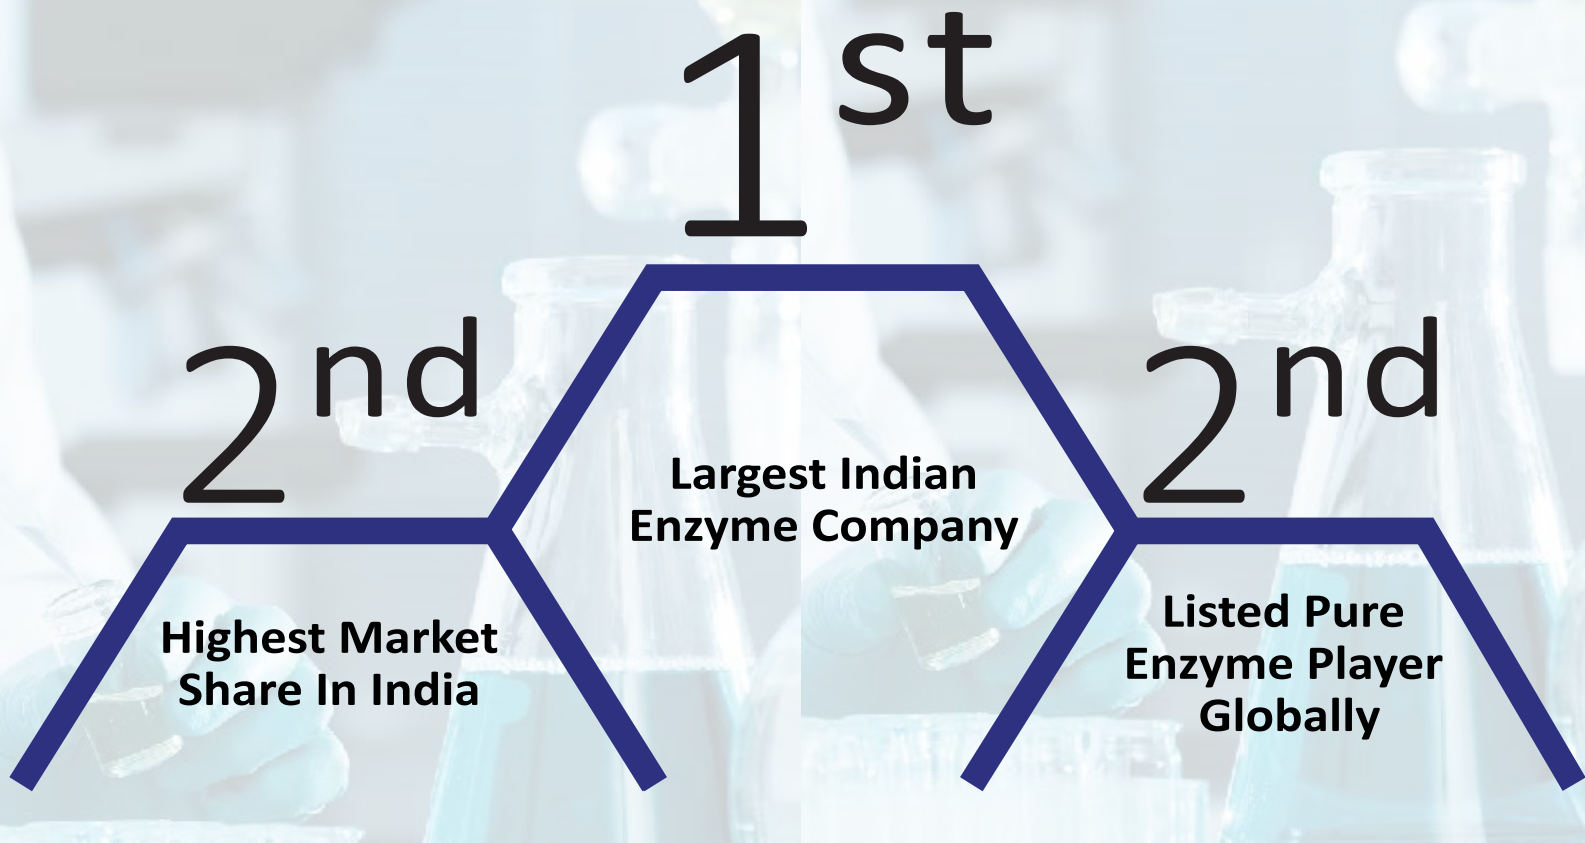 1st
Largest Indian
Enzyme Company
2nd
Highest Market
Share In India
2nd
Listed Pure
Enzyme Player
Globally